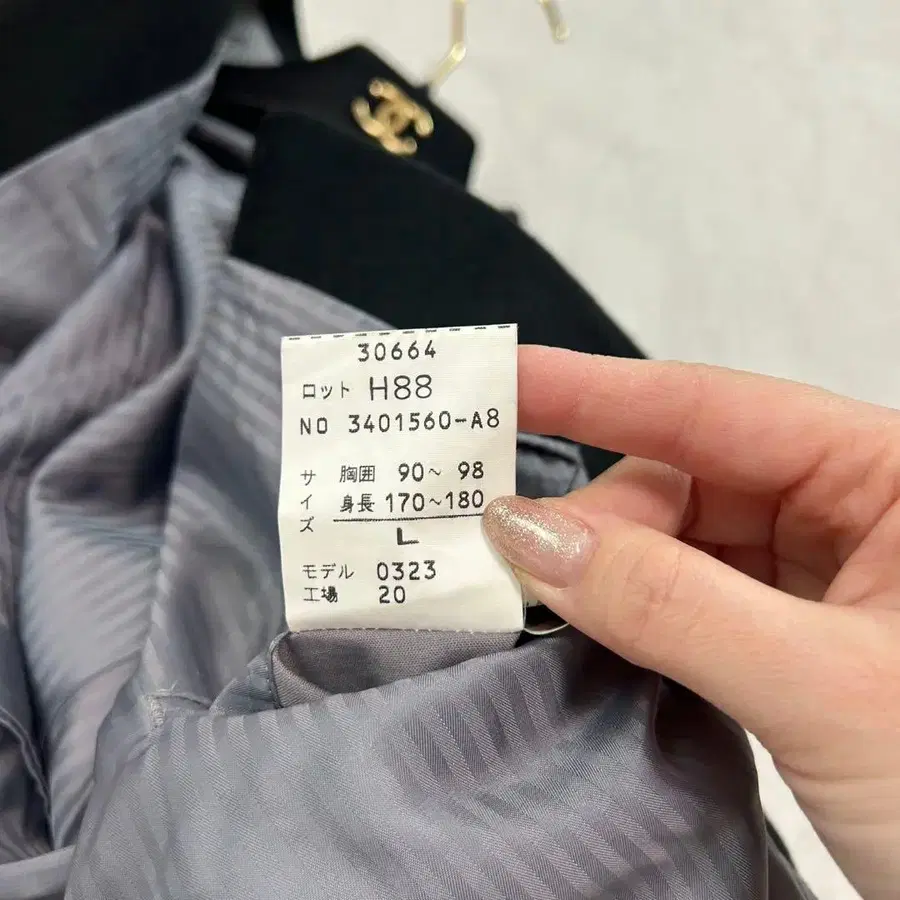 30664
ロット H88
NO 3401560-A8
サイズ
胸囲 90~ 98
身長 170~180
L
モデル 0323
工場 20